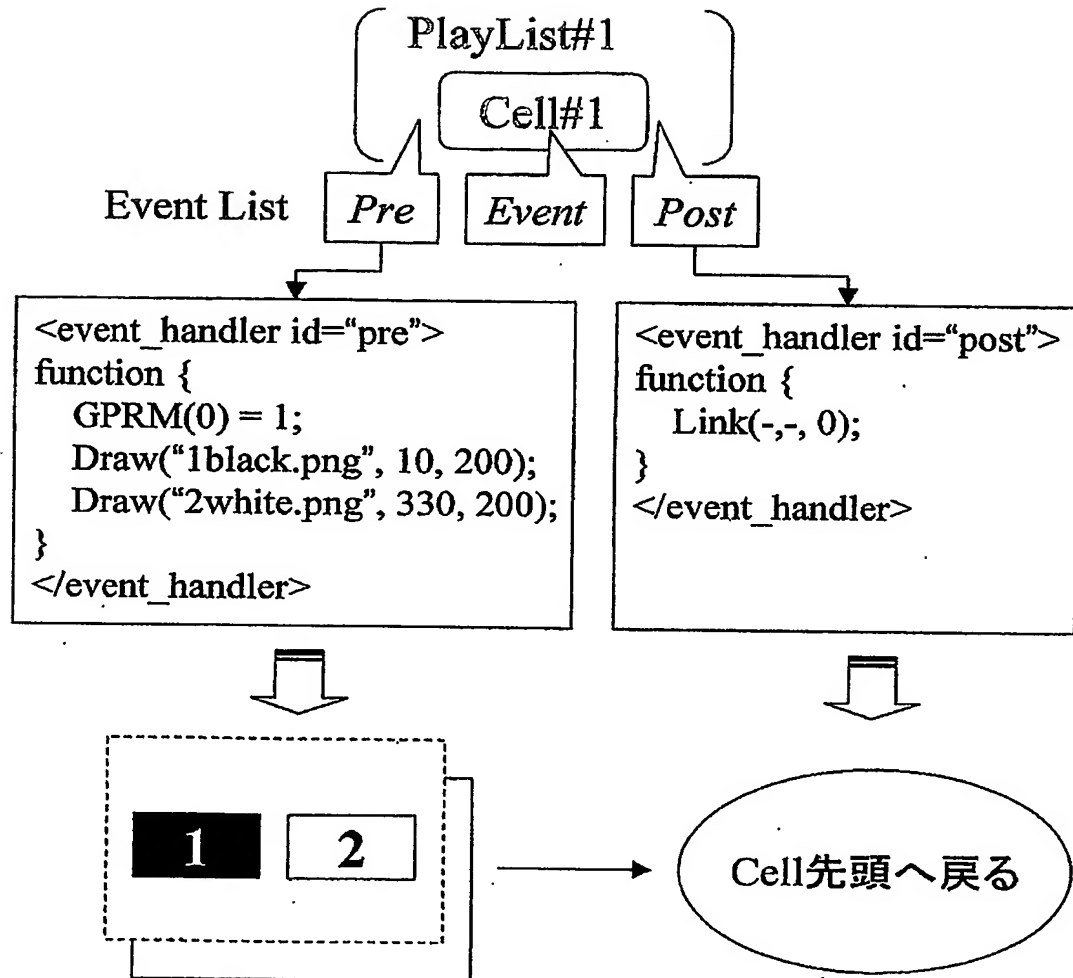 PlayList#1
Cell#1
Event List
Pre
Event
Post
<event_handler id=“pre”>
function {
GPRM(0) = 1;
Draw(“1black.png”, 10, 200);
Draw(“2white.png”, 330, 200);
}
</event_handler>
<event_handler id=“post”>
function {
Link(-,-, 0);
}
</event_handler>
1
2
Cell先頭へ戻る